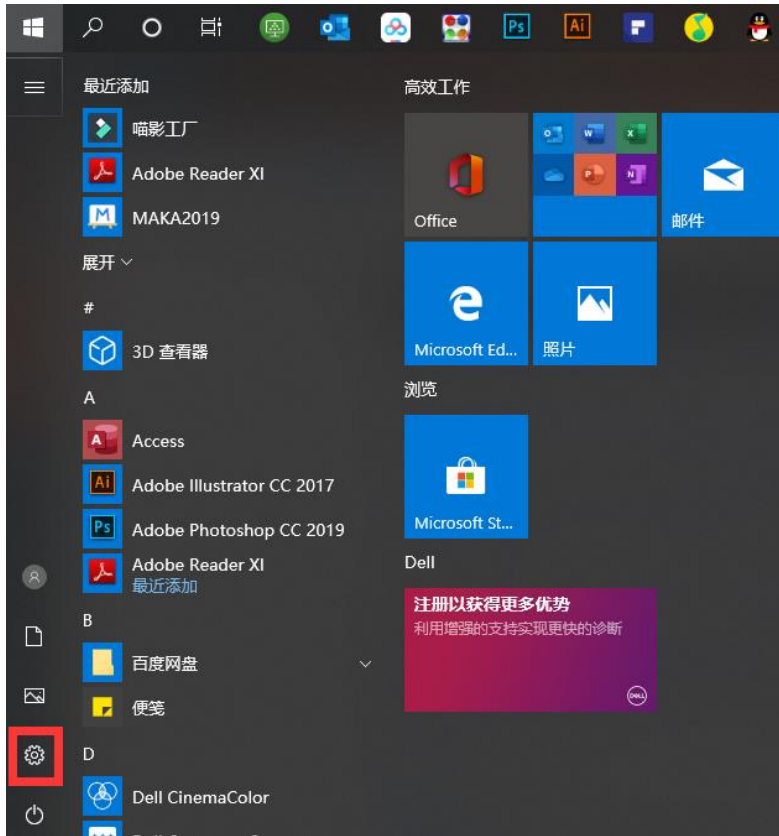 Ps
Ai
最近添加
喵影工厂
Adobe Reader XI
MAKA2019
展开
#
3D 查看器
A
Access
Adobe Illustrator CC 2017
Adobe Photoshop CC 2019
Adobe Reader XI
最近添加
B
百度网盘
便笺
D
Dell CinemaColor
高效工作
Office
邮件
Microsoft Ed...
照片
浏览
Microsoft St...
Dell
注册以获得更多优势
利用增强的支持实现更快的诊断
DELL